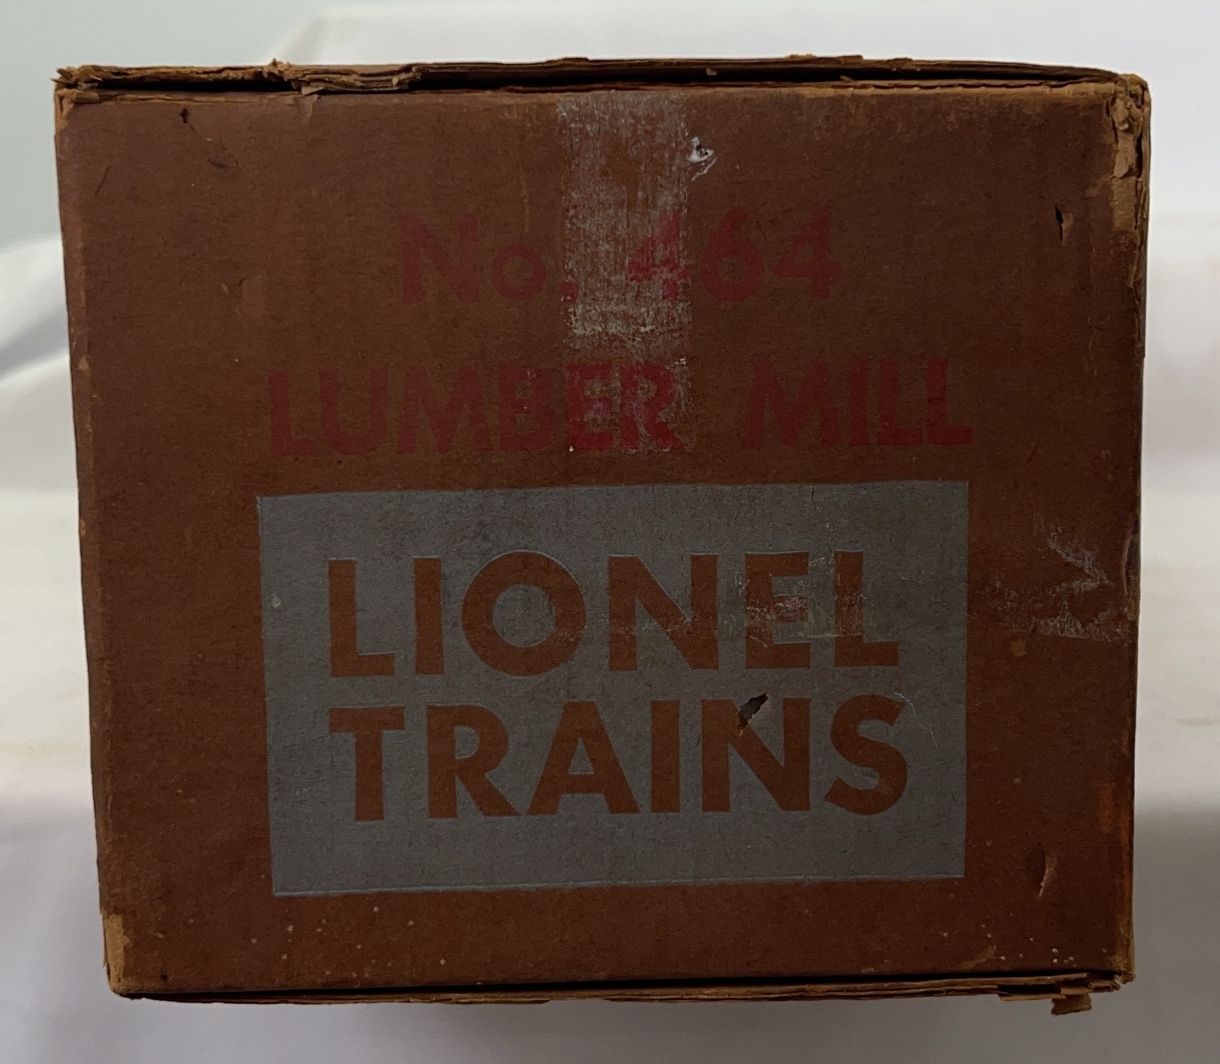 No. 464
LUMBER MILL
LIONEL
TRAINS